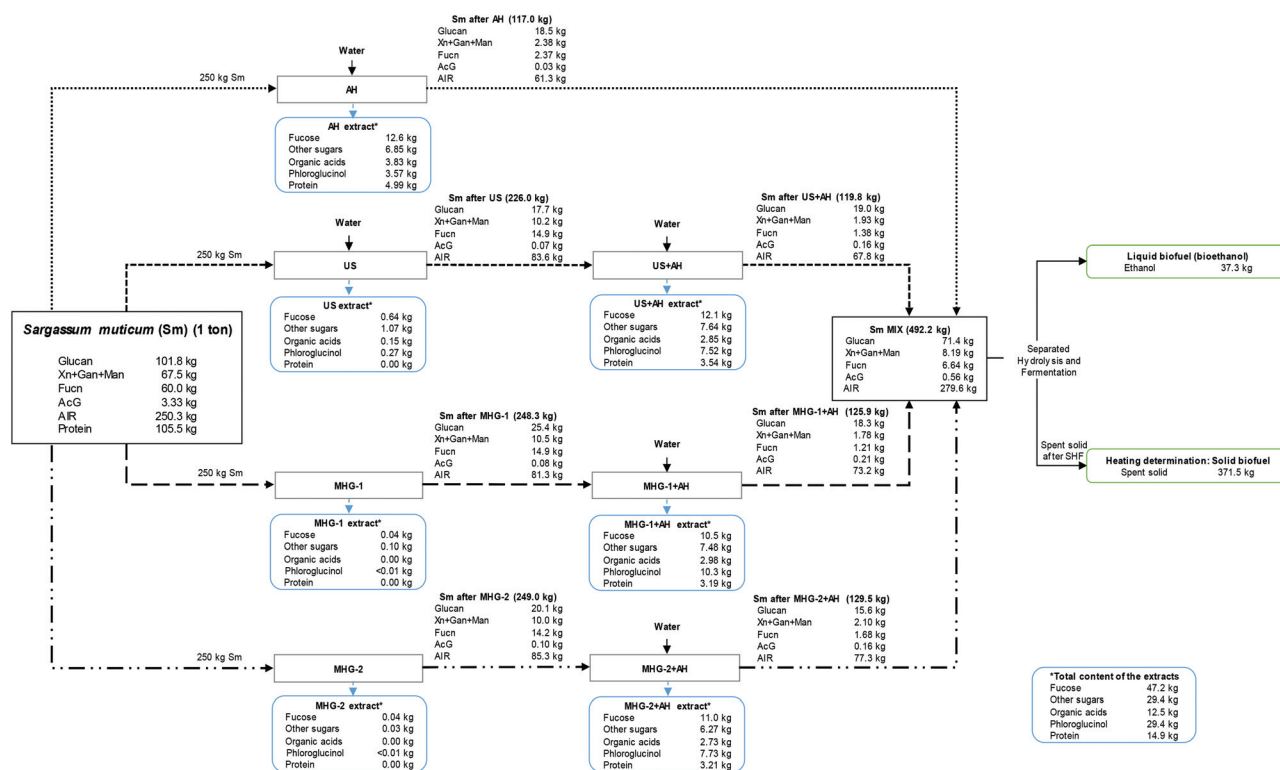 Sm after AH (117.0 kg)
Glucan 18.5 kg
Xn+Gan+Man 2.38 kg
Fucn 2.37 kg
AcG 0.03 kg
AIR 61.3 kg
Water
250 kg Sm
AH
AH extract*
Fucose 12.6 kg
Other sugars 6.85 kg
Organic acids 3.83 kg
Phloroglucinol 3.57 kg
Protein 4.99 kg
Sm after US (226.0 kg)
Glucan 17.7 kg
Xn+Gan+Man 10.2 kg
Fucn 14.9 kg
AcG 0.07 kg
AIR 83.6 kg
Water
250 kg Sm
US
US extract*
Fucose 0.64 kg
Other sugars 1.07 kg
Organic acids 0.15 kg
Phloroglucinol 0.27 kg
Protein 0.00 kg
Sm after US+AH (119.8 kg)
Glucan 19.0 kg
Xn+Gan+Man 1.93 kg
Fucn 1.38 kg
AcG 0.16 kg
AIR 67.8 kg
Water
US+AH
US+AH extract*
Fucose 12.1 kg
Other sugars 7.64 kg
Organic acids 2.85 kg
Phloroglucinol 7.52 kg
Protein 3.54 kg
Sargassum muticum (Sm) (1 ton)
Glucan 101.8 kg
Xn+Gan+Man 67.5 kg
Fucn 60.0 kg
AcG 3.33 kg
AIR 250.3 kg
Protein 105.5 kg
Sm after MHG-1 (248.3 kg)
Glucan 25.4 kg
Xn+Gan+Man 10.5 kg
Fucn 14.9 kg
AcG 0.08 kg
AIR 81.3 kg
250 kg Sm
MHG-1
MHG-1 extract*
Fucose 0.04 kg
Other sugars 0.10 kg
Organic acids 0.00 kg
Phloroglucinol <0.01 kg
Protein 0.00 kg
Sm after MHG-1+AH (125.9 kg)
Glucan 18.3 kg
Xn+Gan+Man 1.78 kg
Fucn 1.21 kg
AcG 0.21 kg
AIR 73.2 kg
Water
MHG-1+AH
MHG-1+AH extract*
Fucose 10.5 kg
Other sugars 7.48 kg
Organic acids 2.98 kg
Phloroglucinol 10.3 kg
Protein 3.19 kg
Sm after MHG-2 (249.0 kg)
Glucan 20.1 kg
Xn+Gan+Man 10.0 kg
Fucn 14.2 kg
AcG 0.10 kg
AIR 85.3 kg
250 kg Sm
MHG-2
MHG-2 extract*
Fucose 0.04 kg
Other sugars 0.03 kg
Organic acids 0.00 kg
Phloroglucinol <0.01 kg
Protein 0.00 kg
Sm after MHG-2+AH (129.5 kg)
Glucan 15.6 kg
Xn+Gan+Man 2.10 kg
Fucn 1.68 kg
AcG 0.16 kg
AIR 77.3 kg
Water
MHG-2+AH
MHG-2+AH extract*
Fucose 11.0 kg
Other sugars 6.27 kg
Organic acids 2.73 kg
Phloroglucinol 7.73 kg
Protein 3.21 kg
Sm MIX (492.2 kg)
Glucan 71.4 kg
Xn+Gan+Man 8.19 kg
Fucn 6.64 kg
AcG 0.56 kg
AIR 279.6 kg
Separated
Hydrolysis and
Fermentation
Liquid biofuel (bioethanol)
Ethanol 37.3 kg
Spent solid
after SHF
Heating determination: Solid biofuel
Spent solid 371.5 kg
*Total content of the extracts
Fucose 47.2 kg
Other sugars 29.4 kg
Organic acids 12.5 kg
Phloroglucinol 29.4 kg
Protein 14.9 kg